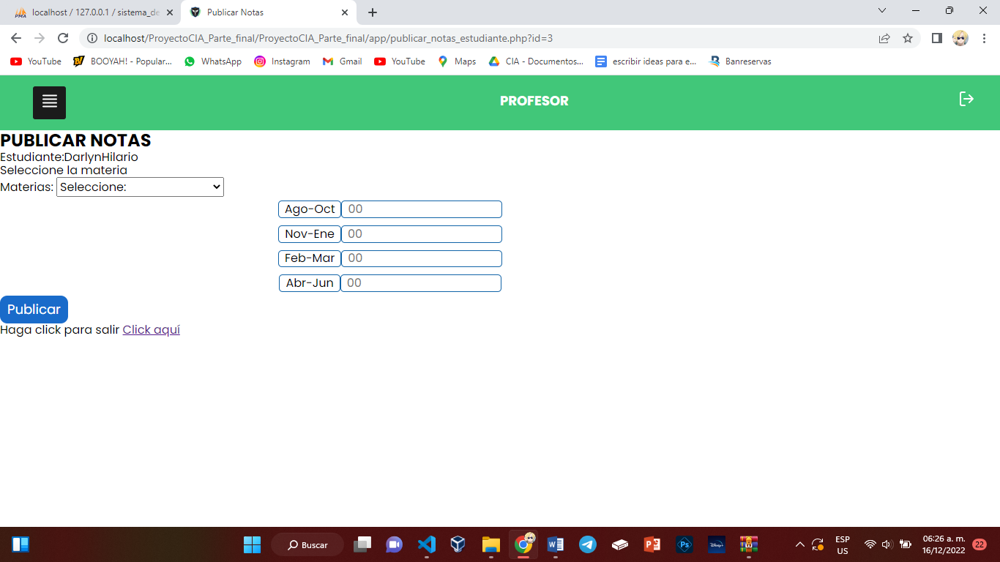 localhost / 127.0.0.1 / sistema_de
Publicar Notas
localhost/ProyectoCIA_Parte_final/ProyectoCIA_Parte_final/app/publicar_notas_estudiante.php?id=3
YouTube BOOYAH! - Popular... WhatsApp Instagram Gmail YouTube Maps CIA - Documentos... escribir ideas para e... Banreservas
PROFESOR
PUBLICAR NOTAS
Estudiante:DarlynHilario
Seleccione la materia
Materias: Seleccione:
Ago-Oct 00
Nov-Ene 00
Feb-Mar 00
Abr-Jun 00
Publicar
Haga click para salir Click aquí
Buscar
ESP
US
06:26 a. m.
16/12/2022
22